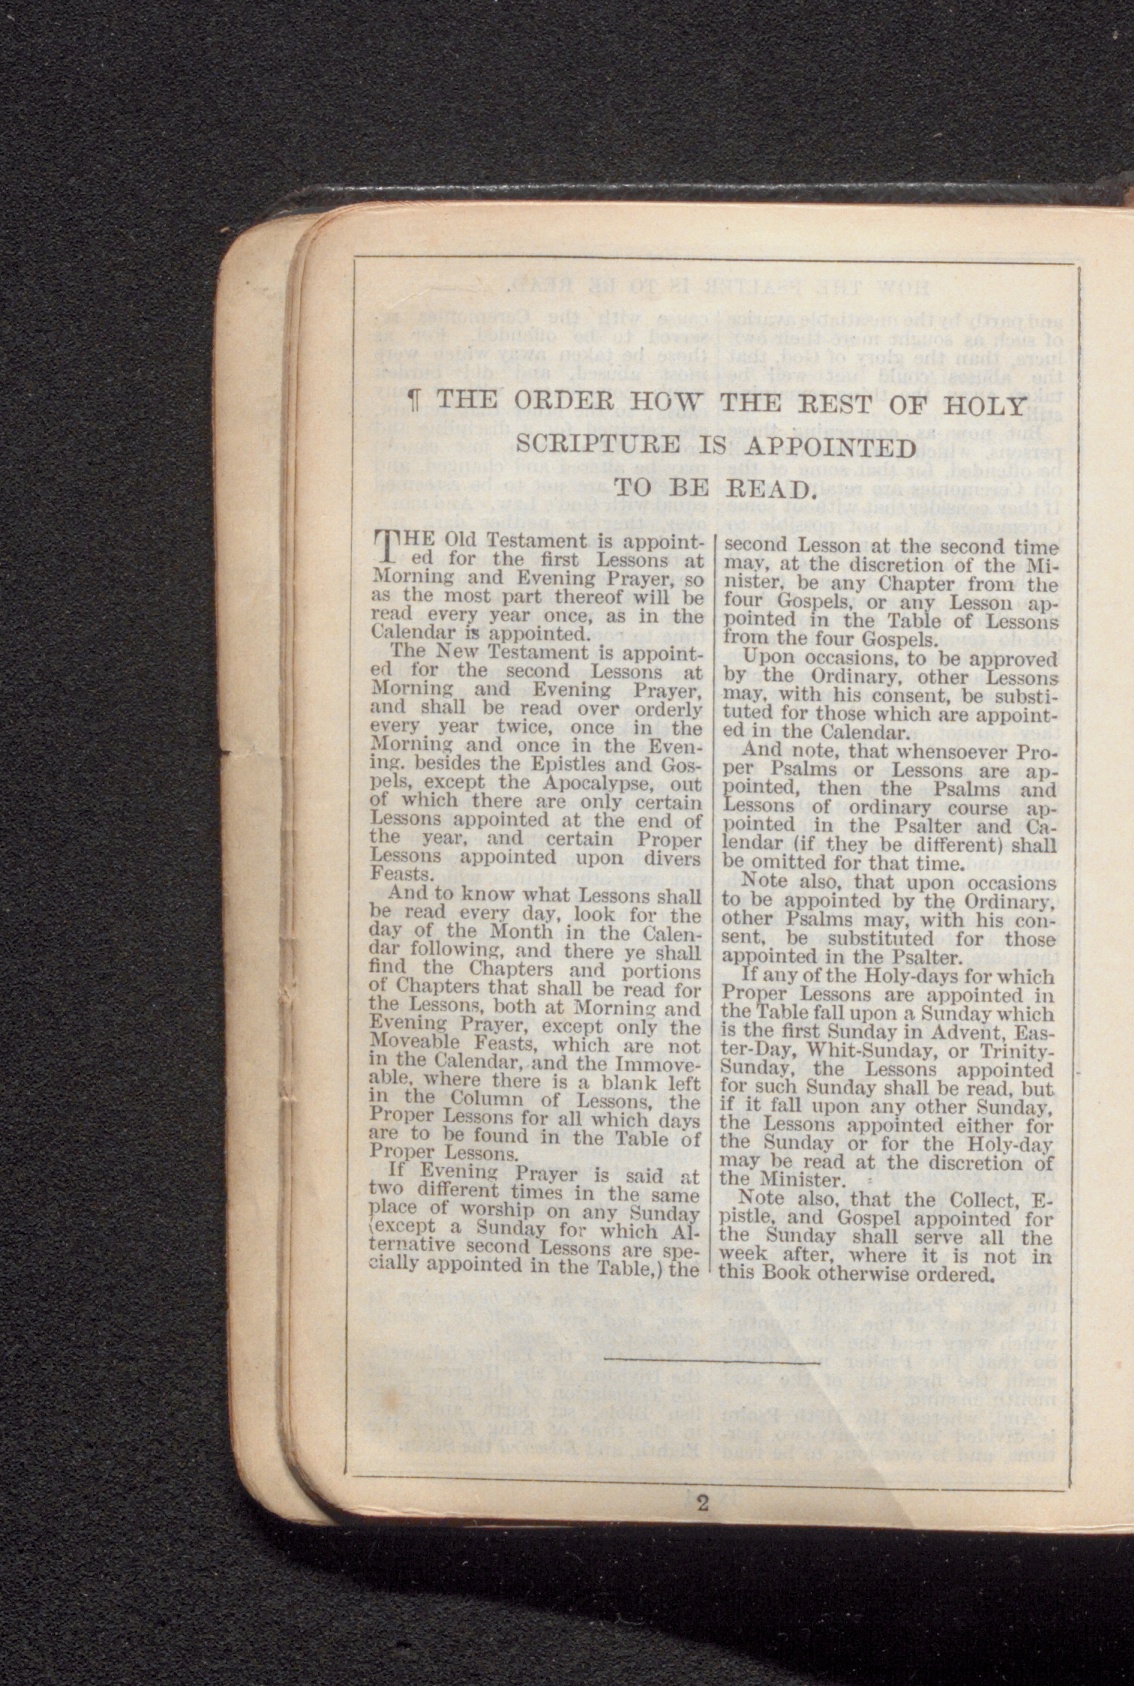 ¶ THE ORDER HOW THE REST OF HOLY
SCRIPTURE IS APPOINTED
TO BE READ.
THE Old Testament is appoint-
ed for the first Lessons at
Morning and Evening Prayer, so
as the most part thereof will be
read every year once, as in the
Calendar is appointed.
The New Testament is appoint-
ed for the second Lessons at
Morning and Evening Prayer,
and shall be read over orderly
every year twice, once in the
Morning and once in the Even-
ing. besides the Epistles and Gos-
pels, except the Apocalypse, out
of which there are only certain
Lessons appointed at the end of
the year, and certain Proper
Lessons appointed upon divers
Feasts.
And to know what Lessons shall
be read every day, look for the
day of the Month in the Calen-
dar following, and there ye shall
find the Chapters and portions
of Chapters that shall be read for
the Lessons, both at Morning and
Evening Prayer, except only the
Moveable Feasts, which are not
in the Calendar, and the Immove-
able, where there is a blank left
in the Column of Lessons, the
Proper Lessons for all which days
are to be found in the Table of
Proper Lessons.
If Evening Prayer is said at
two different times in the same
place of worship on any Sunday
(except a Sunday for which Al-
ternative second Lessons are spe-
cially appointed in the Table,) the
second Lesson at the second time
may, at the discretion of the Mi-
nister, be any Chapter from the
four Gospels, or any Lesson ap-
pointed in the Table of Lessons
from the four Gospels.
Upon occasions, to be approved
by the Ordinary, other Lessons
may, with his consent, be substi-
tuted for those which are appoint-
ed in the Calendar.
And note, that whensoever Pro-
per Psalms or Lessons are ap-
pointed, then the Psalms and
Lessons of ordinary course ap-
pointed in the Psalter and Ca-
lendar (if they be different) shall
be omitted for that time.
Note also, that upon occasions
to be appointed by the Ordinary,
other Psalms may, with his con-
sent, be substituted for those
appointed in the Psalter.
If any of the Holy-days for which
Proper Lessons are appointed in
the Table fall upon a Sunday which
is the first Sunday in Advent, Eas-
ter-Day, Whit-Sunday, or Trinity-
Sunday, the Lessons appointed
for such Sunday shall be read, but
if it fall upon any other Sunday,
the Lessons appointed either for
the Sunday or for the Holy-day
may be read at the discretion of
the Minister.
Note also, that the Collect, E-
pistle, and Gospel appointed for
the Sunday shall serve all the
week after, where it is not in
this Book otherwise ordered.
2